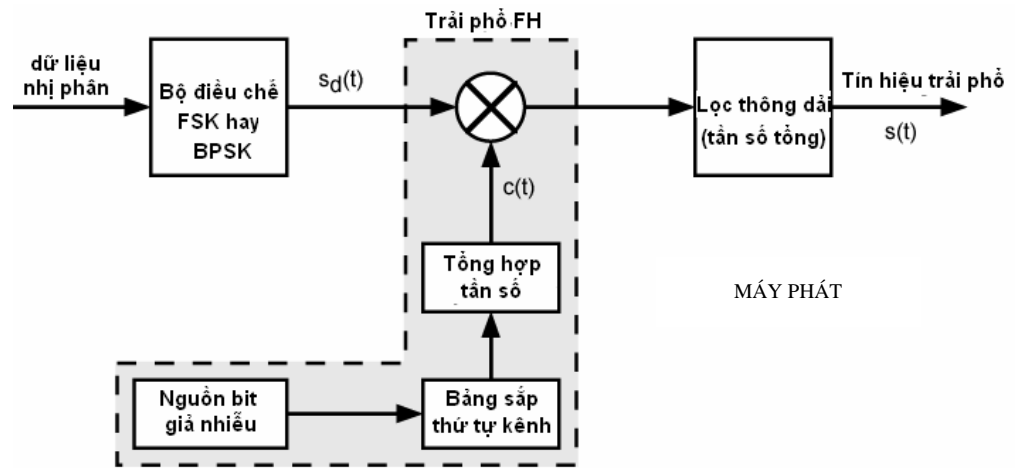 Trải phổ FH
dữ liệu
nhị phân
Bộ điều chế
FSK hay
BPSK
sd(t)
Lọc thông dải
(tần số tổng)
Tín hiệu trải phổ
s(t)
c(t)
Tổng hợp
tần số
MÁY PHÁT
Nguồn bit
giả nhiễu
Bảng sắp
thứ tự kênh